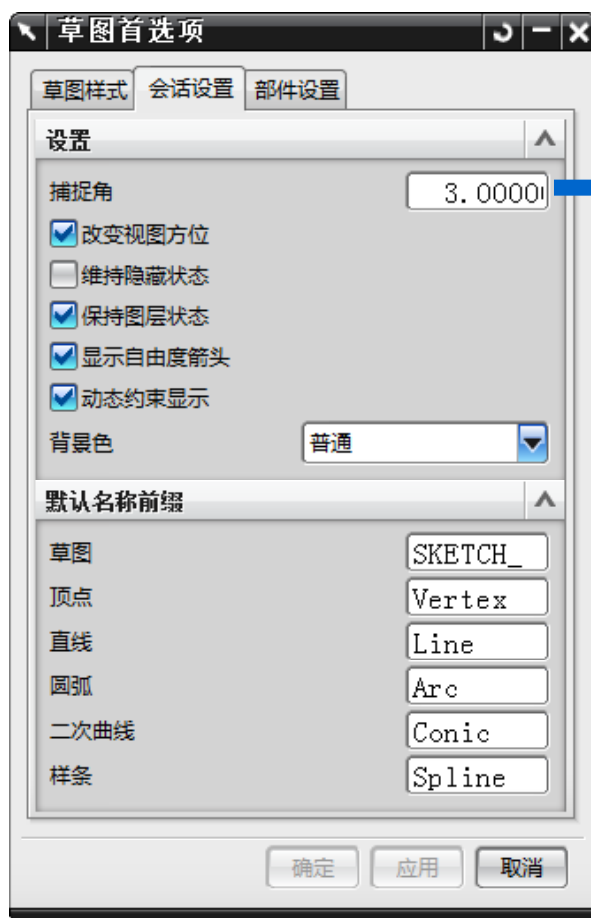 草图首选项
草图样式 会话设置 部件设置
设置
捕捉角 3.0000
改变视图方位
维持隐藏状态
保持图层状态
显示自由度箭头
动态约束显示
背景色 普通
默认名称前缀
草图 SKETCH_
顶点 Vertex
直线 Line
圆弧 Arc
二次曲线 Conic
样条 Spline
确定 应用 取消